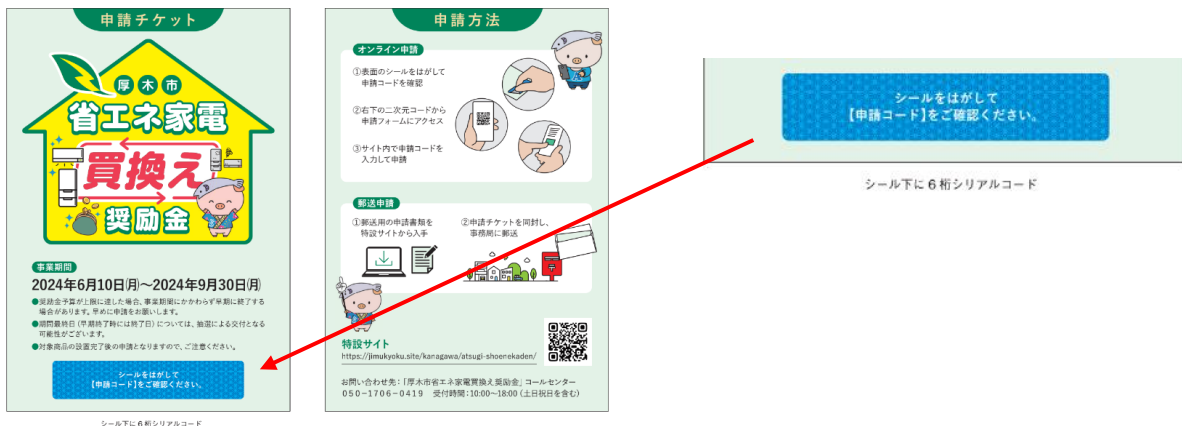 申請チケット
厚木市
省エネ家電
買換え
奨励金
事業期間
2024年6月10日㈪～2024年9月30日㈪
●奨励金予算が上限に達した場合、事業期間にかかわらず早期に終了する
場合があります。早めに申請をお願いします。
●期間最終日（早期終了時には終了日）については、抽選による交付となる
可能性がございます。
●対象商品の設置完了後の申請となりますので、ご注意ください。
シールをはがして
【申請コード】をご確認ください。
シール下に6桁シリアルコード
申請方法
オンライン申請
①表面のシールをはがして
申請コードを確認
②右下の二次元コードから
申請フォームにアクセス
③サイト内で申請コードを
入力して申請
郵送申請
①郵送用の申請書類を
特設サイトから入手
②申請チケットを同封し、
事務局に郵送
特設サイト
https://jimukyoku.site/kanagawa/atsugi-shoenekaden/
お問い合わせ先：「厚木市省エネ家電買換え奨励金」コールセンター
050-1706-0419　受付時間：10:00～18:00（土日祝日を含む）
シールをはがして
【申請コード】をご確認ください。
シール下に6桁シリアルコード